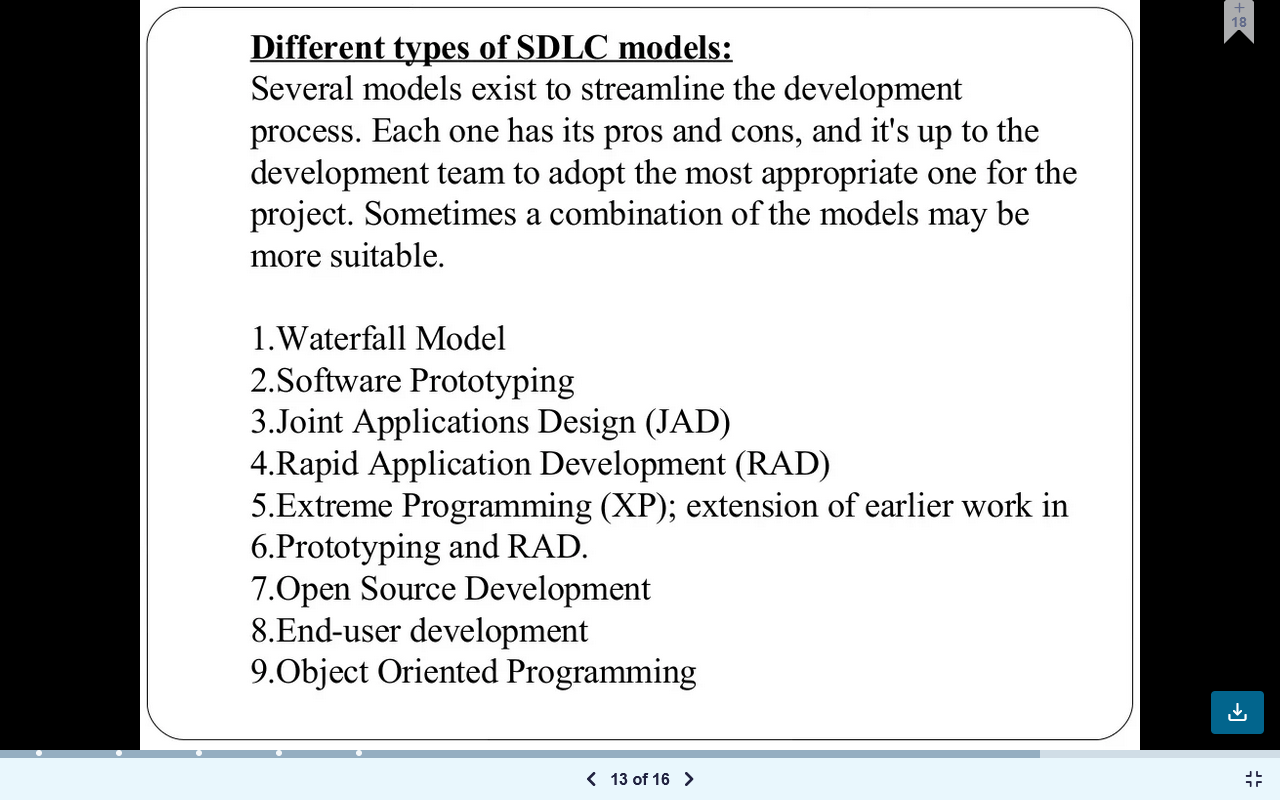 +
18
Different types of SDLC models:
Several models exist to streamline the development
process. Each one has its pros and cons, and it's up to the
development team to adopt the most appropriate one for the
project. Sometimes a combination of the models may be
more suitable.
1.Waterfall Model
2.Software Prototyping
3.Joint Applications Design (JAD)
4.Rapid Application Development (RAD)
5.Extreme Programming (XP); extension of earlier work in
6.Prototyping and RAD.
7.Open Source Development
8.End-user development
9.Object Oriented Programming
13 of 16